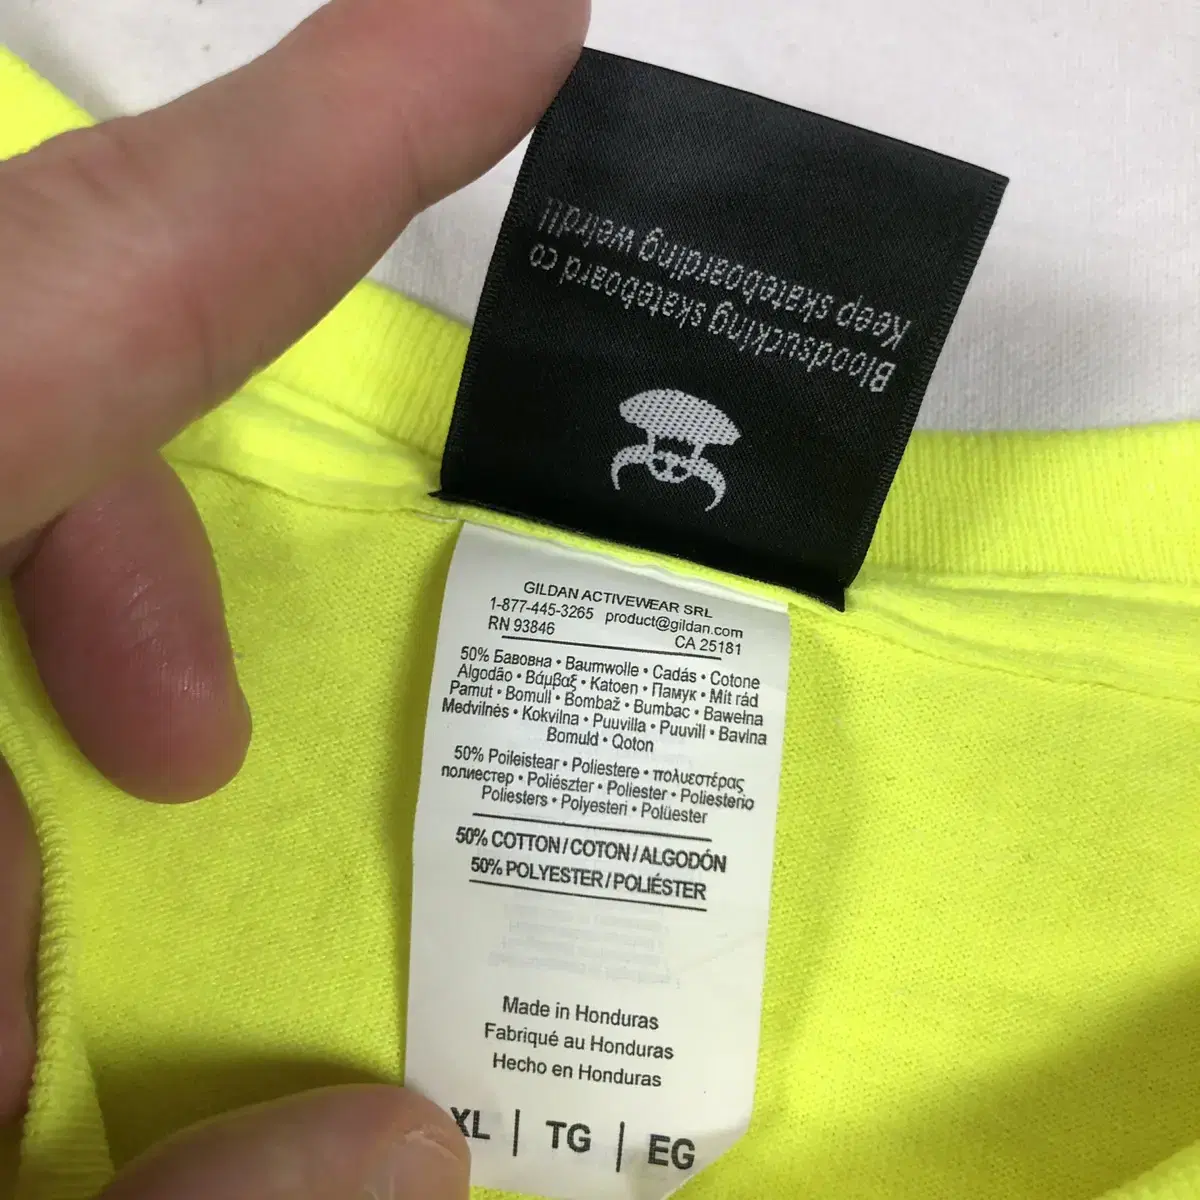 Bloodsucking skateboard co
Keep skateboarding weird!!
GILDAN ACTIVEWEAR SRL
1-877-445-3265 product@gildan.com
RN 93846 CA 25181
50% Бавовна • Baumwolle • Cadás • Cotone
Algodão • Βάμβαξ • Katoen • Памук • Mit rád
Pamut • Bomull • Bombaž • Bumbac • Bawełna
Medvilnės • Kokvilna • Puuvilla • Puuvill • Bavlna
Bomuld • Qoton
50% Poileistear • Poliestere • πολυεστέρας
полиестер • Poliészter • Poliester • Poliesterio
Poliesters • Polyesteri • Polüester
50% COTTON/COTON/ALGODÓN
50% POLYESTER/POLIÉSTER
Made in Honduras
Fabriqué au Honduras
Hecho en Honduras
XL | TG | EG